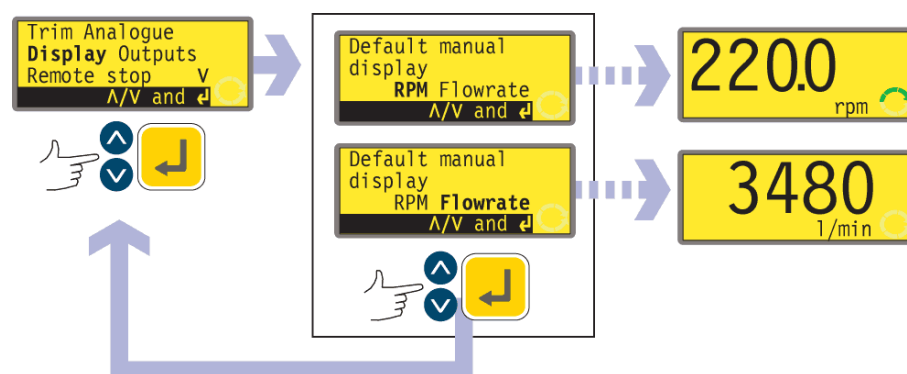 Trim Analogue
Display Outputs
Remote stop V
Λ/V and ↲
Default manual
display
RPM Flowrate
Λ/V and ↲
Default manual
display
RPM Flowrate
Λ/V and ↲
220.0
rpm
3480
l/min